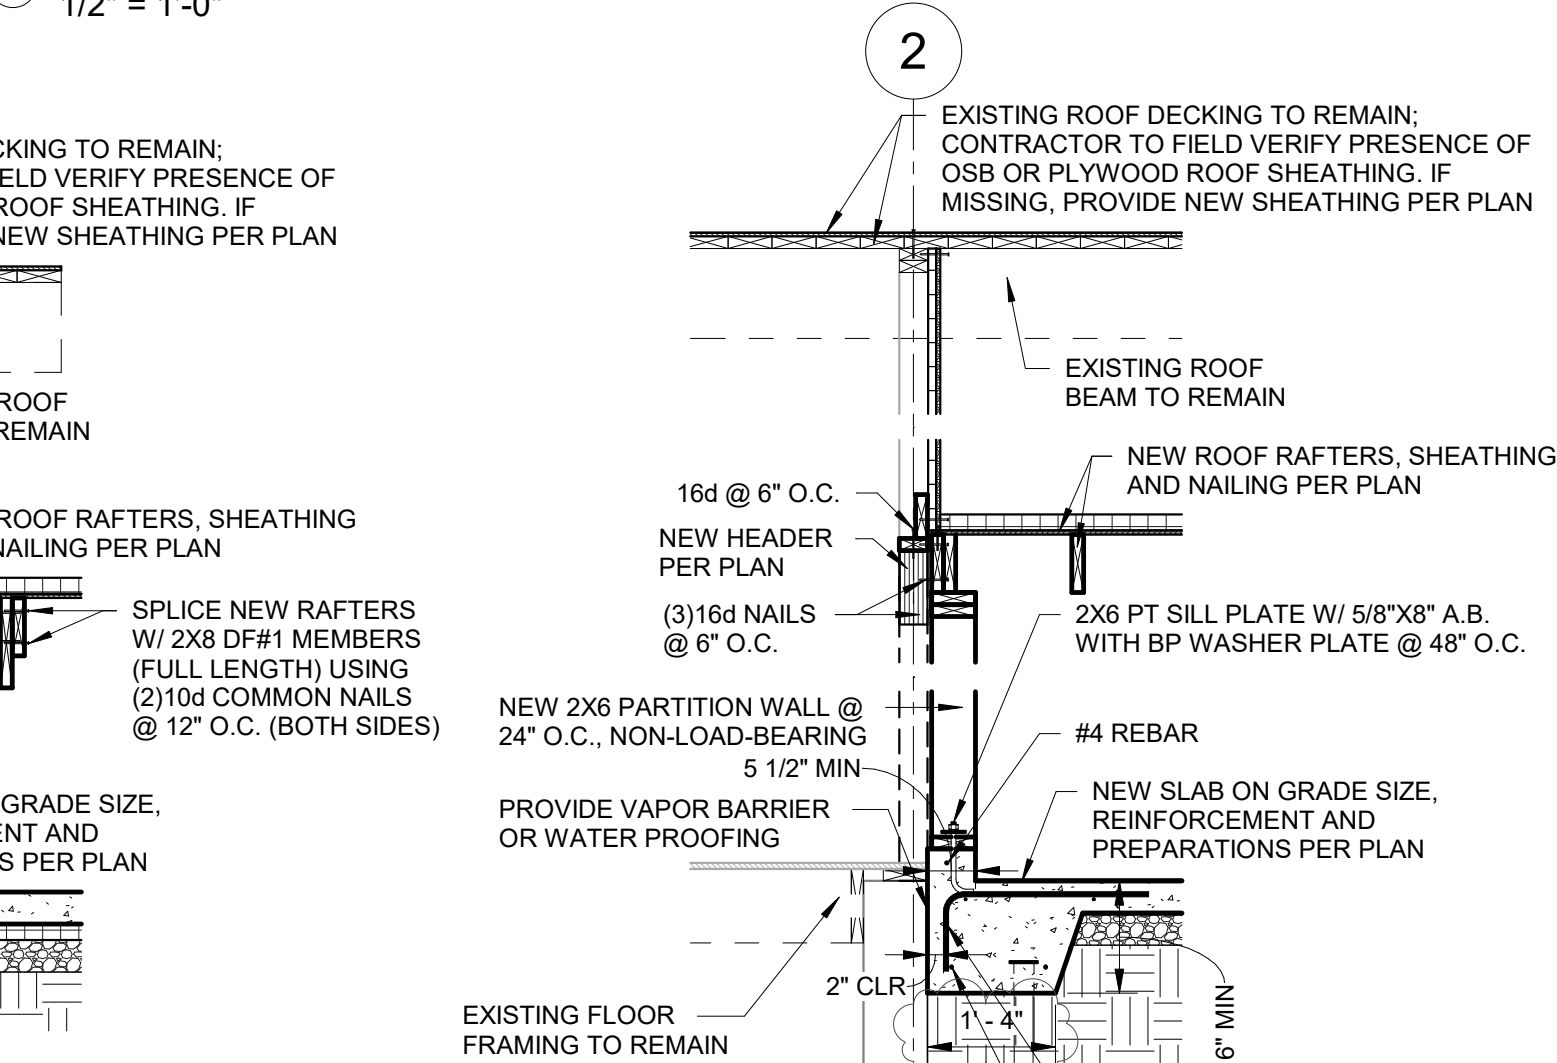 1/2" = 1'-0"
2
EXISTING ROOF DECKING TO REMAIN;
CONTRACTOR TO FIELD VERIFY PRESENCE OF
OSB OR PLYWOOD ROOF SHEATHING. IF
MISSING, PROVIDE NEW SHEATHING PER PLAN
CKING TO REMAIN;
ELD VERIFY PRESENCE OF
ROOF SHEATHING. IF
NEW SHEATHING PER PLAN
EXISTING ROOF
BEAM TO REMAIN
ROOF
REMAIN
NEW ROOF RAFTERS, SHEATHING
AND NAILING PER PLAN
16d @ 6" O.C.
NEW HEADER
PER PLAN
(3)16d NAILS
@ 6" O.C.
ROOF RAFTERS, SHEATHING
NAILING PER PLAN
SPLICE NEW RAFTERS
W/ 2X8 DF#1 MEMBERS
(FULL LENGTH) USING
(2)10d COMMON NAILS
@ 12" O.C. (BOTH SIDES)
2X6 PT SILL PLATE W/ 5/8"X8" A.B.
WITH BP WASHER PLATE @ 48" O.C.
NEW 2X6 PARTITION WALL @
24" O.C., NON-LOAD-BEARING
5 1/2" MIN
#4 REBAR
PROVIDE VAPOR BARRIER
OR WATER PROOFING
NEW SLAB ON GRADE SIZE,
REINFORCEMENT AND
PREPARATIONS PER PLAN
GRADE SIZE,
ENT AND
S PER PLAN
2" CLR
1' - 4"
6" MIN
EXISTING FLOOR
FRAMING TO REMAIN